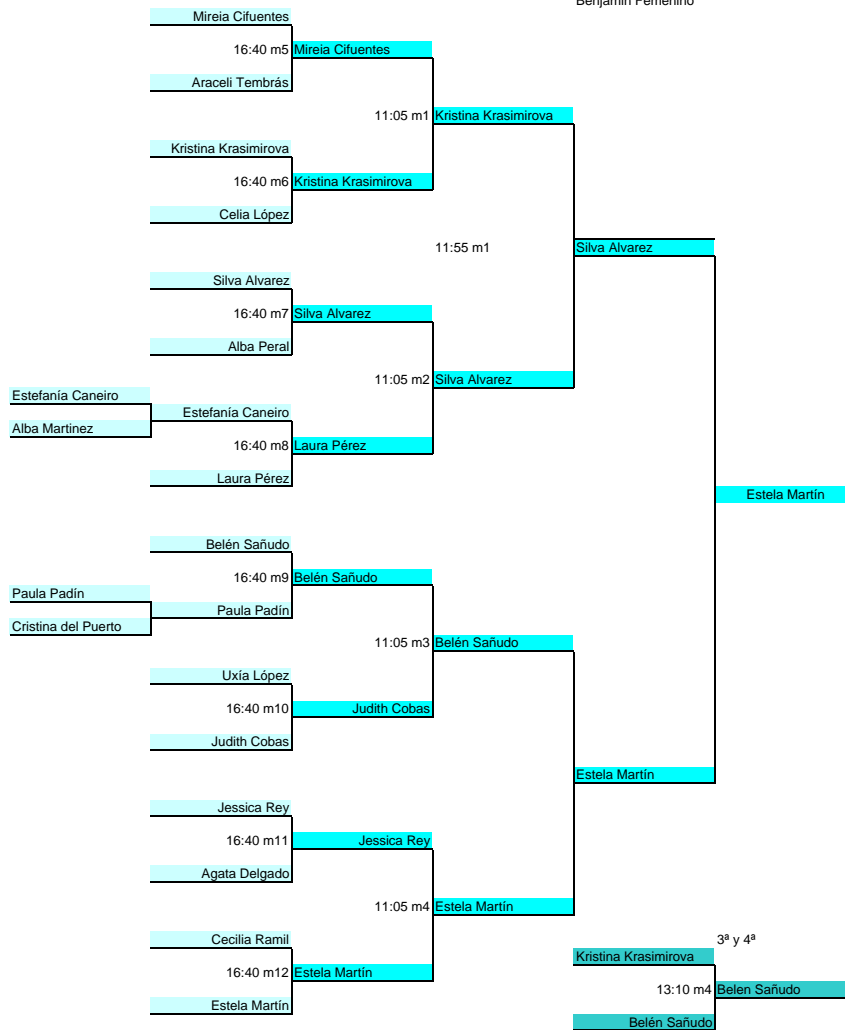 Benjamín Femenino
Mireia Cifuentes
16:40 m5 Mireia Cifuentes
Araceli Tembrás
11:05 m1 Kristina Krasimirova
Kristina Krasimirova
16:40 m6 Kristina Krasimirova
Celia López
11:55 m1 Silva Alvarez
Silva Alvarez
16:40 m7 Silva Alvarez
Alba Peral
11:05 m2 Silva Alvarez
Estefanía Caneiro
Estefanía Caneiro
Alba Martinez
16:40 m8 Laura Pérez
Laura Pérez
Estela Martín
Belén Sañudo
16:40 m9 Belén Sañudo
Paula Padín
Paula Padín
Cristina del Puerto
11:05 m3 Belén Sañudo
Uxía López
16:40 m10 Judith Cobas
Judith Cobas
Estela Martín
Jessica Rey
16:40 m11 Jessica Rey
Agata Delgado
11:05 m4 Estela Martín
Cecilia Ramil
3ª y 4ª
Kristina Krasimirova
16:40 m12 Estela Martín
13:10 m4 Belen Sañudo
Estela Martín
Belén Sañudo